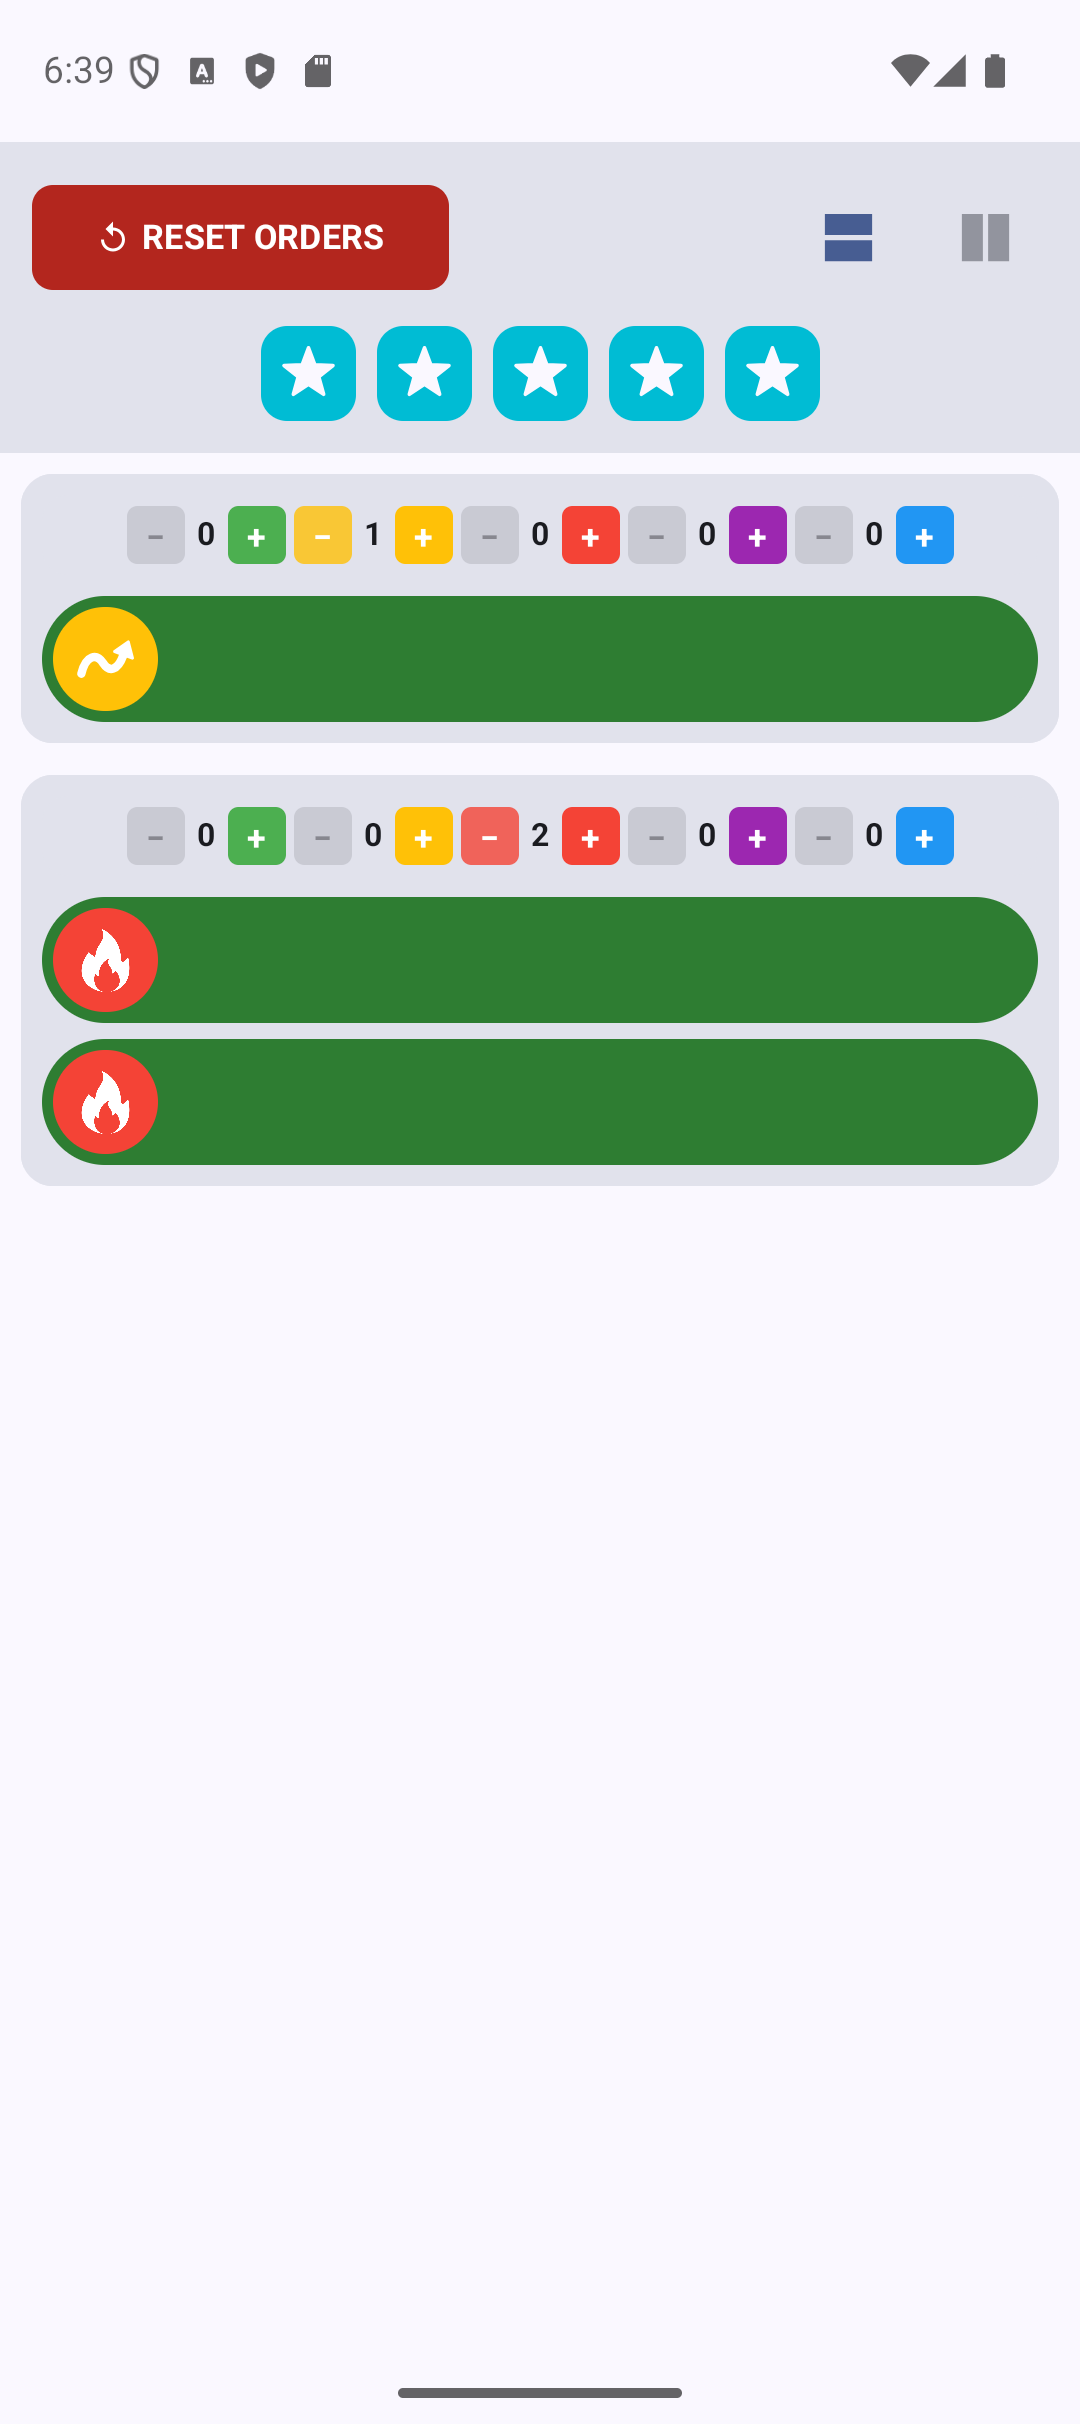 6:39
RESET ORDERS
− 0 + − 1 + − 0 + − 0 + − 0 +
− 0 + − 0 + − 2 + − 0 + − 0 +